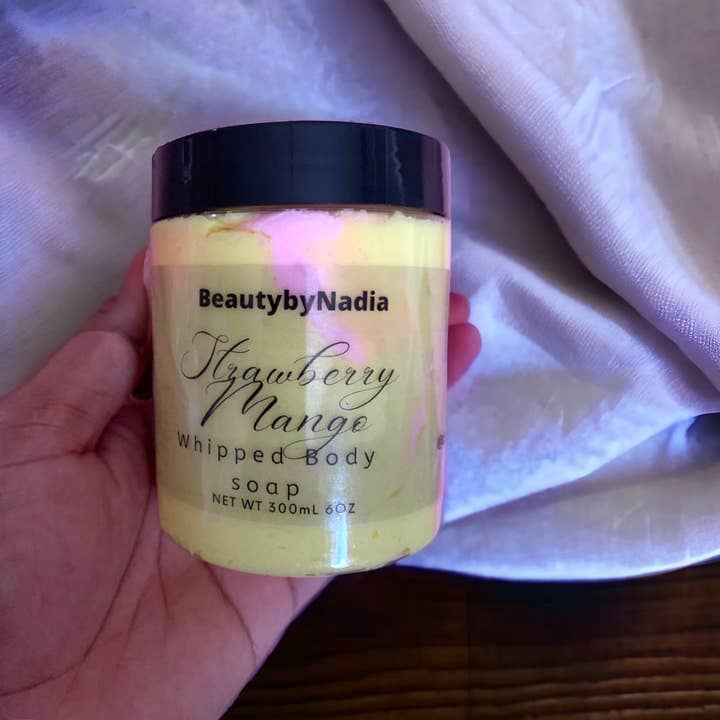 BeautybyNadia
Strawberry
Mango
Whipped Body
soap
NET WT 300mL 6OZ
@